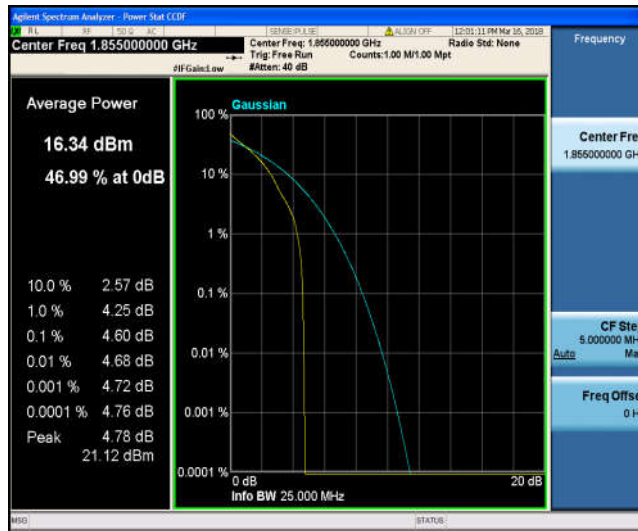 Agilent Spectrum Analyzer - Power Stat CCDF
RL RF 50 Ω AC SENSE:PULSE ALIGN OFF 12:01:11 PM Mar 16, 2018
Center Freq 1.855000000 GHz
Center Freq: 1.855000000 GHz Radio Std: None
Trig: Free Run Counts:1.00 M/1.00 Mpt
#IFGain:Low #Atten: 40 dB
Frequency
Average Power
16.34 dBm
46.99 % at 0dB
10.0 % 2.57 dB
1.0 % 4.25 dB
0.1 % 4.60 dB
0.01 % 4.68 dB
0.001 % 4.72 dB
0.0001 % 4.76 dB
Peak 4.78 dB
21.12 dBm
Gaussian
100 %
10 %
1 %
0.1 %
0.01 %
0.001 %
0.0001 %
0 dB 20 dB
Info BW 25.000 MHz
Center Fre
1.855000000 GH
CF Ste
5.000000 MH
Auto Ma
Freq Offse
0 H
MSG STATUS